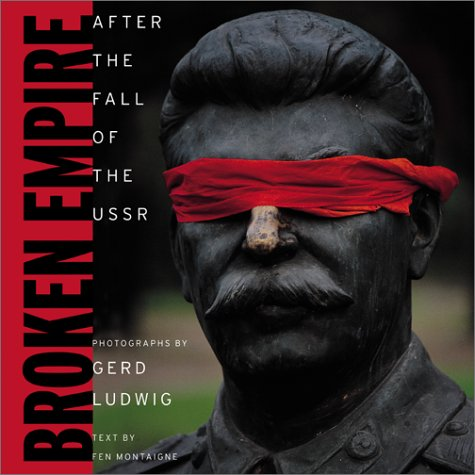 BROKEN EMPIRE
AFTER
THE
FALL
OF
THE
USSR
PHOTOGRAPHS BY
GERD
LUDWIG
TEXT BY
FEN MONTAIGNE